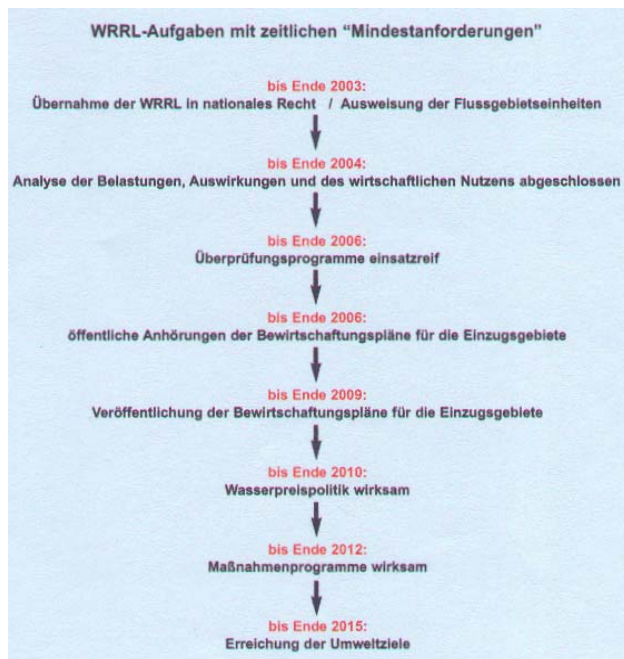 WRRL-Aufgaben mit zeitlichen “Mindestanforderungen”
bis Ende 2003:
Übernahme der WRRL in nationales Recht / Ausweisung der Flussgebietseinheiten
bis Ende 2004:
Analyse der Belastungen, Auswirkungen und des wirtschaftlichen Nutzens abgeschlossen
bis Ende 2006:
Überprüfungsprogramme einsatzreif
bis Ende 2006:
öffentliche Anhörungen der Bewirtschaftungspläne für die Einzugsgebiete
bis Ende 2009:
Veröffentlichung der Bewirtschaftungspläne für die Einzugsgebiete
bis Ende 2010:
Wasserpreispolitik wirksam
bis Ende 2012:
Maßnahmenprogramme wirksam
bis Ende 2015:
Erreichung der Umweltziele